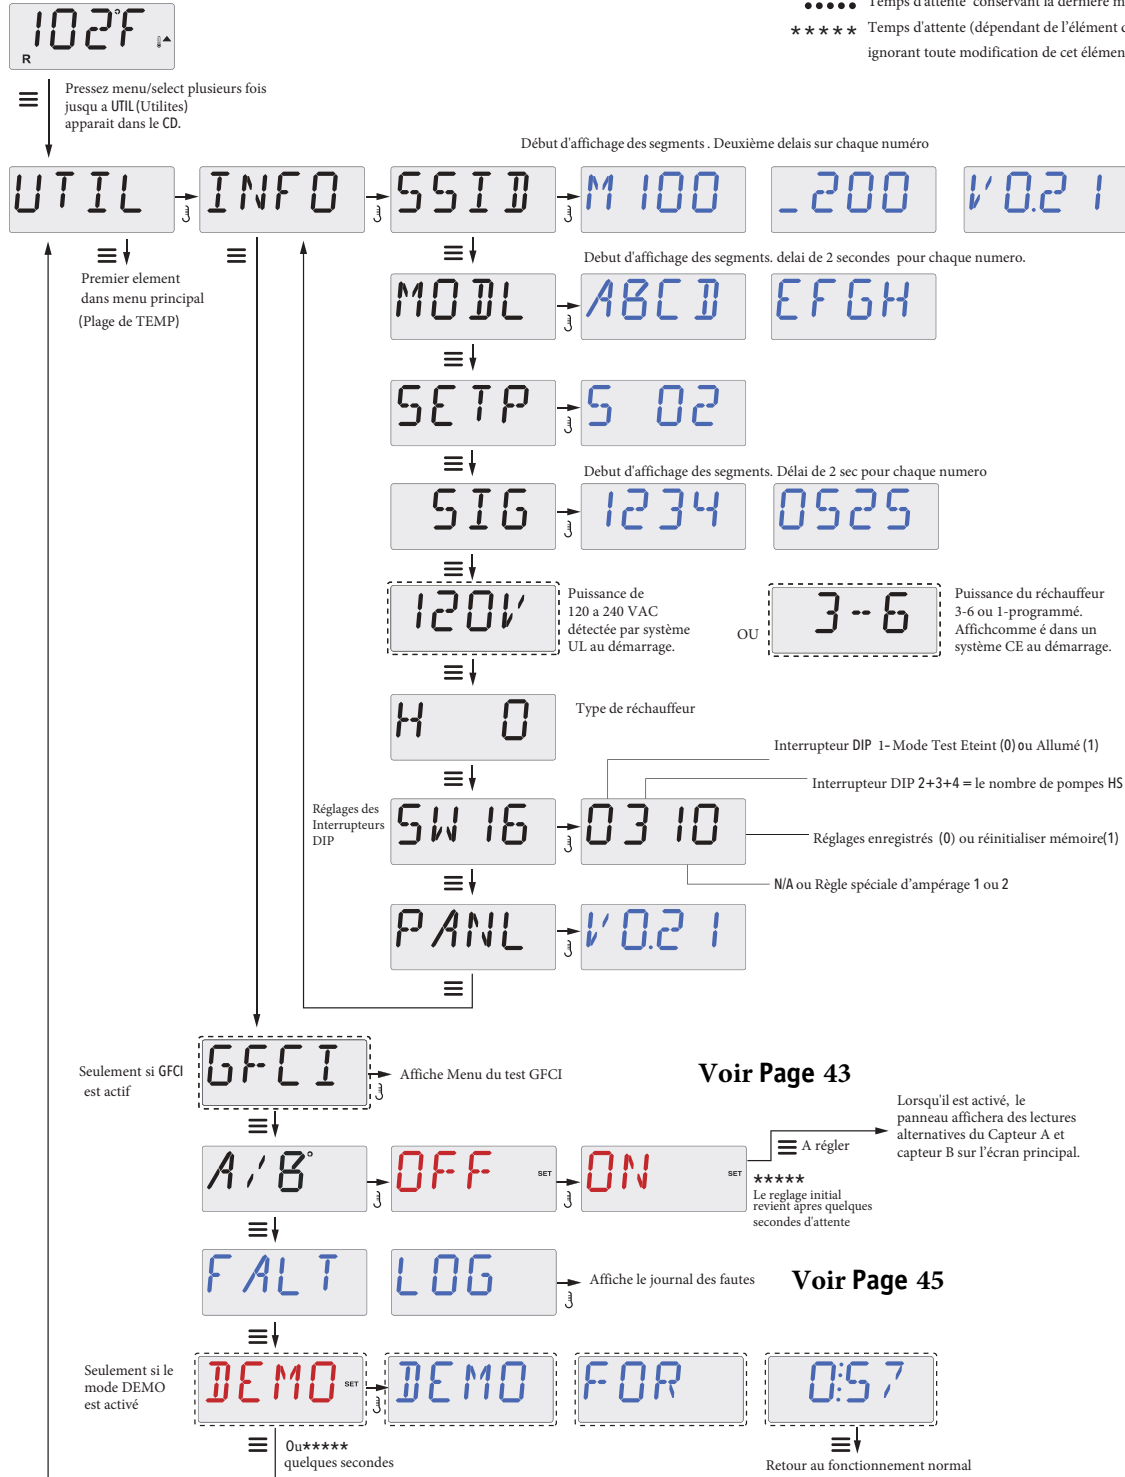 102°F
R
●●●●● Temps d'attente conservant la dernière m
***** Temps d'attente (dépendant de l'élément d
ignorant toute modification de cet élémen
Pressez menu/select plusieurs fois
jusqu a UTIL (Utilites)
apparait dans le CD.
Début d'affichage des segments . Deuxième delais sur chaque numéro
UTIL INFO SSID M100 _200 V0.21
Premier element
dans menu principal
(Plage de TEMP)
Debut d'affichage des segments. delai de 2 secondes pour chaque numero.
MODL ABCD EFGH
SETP S 02
Debut d'affichage des segments. Délai de 2 sec pour chaque numero
SIG 1234 0525
120V
Puissance de
120 a 240 VAC
détectée par système
UL au démarrage.
OU
3--6
Puissance du réchauffeur
3-6 ou 1-programmé.
Affichcomme é dans un
système CE au démarrage.
H 0
Type de réchauffeur
Interrupteur DIP 1- Mode Test Eteint (0) ou Allumé (1)
Interrupteur DIP 2+3+4 = le nombre de pompes HS
Réglages des
Interrupteurs
DIP
SW16 0310
Réglages enregistrés (0) ou réinitialiser mémoire(1)
N/A ou Règle spéciale d'ampérage 1 ou 2
PANL V0.21
Seulement si GFCI
est actif
GFCI
Affiche Menu du test GFCI
Voir Page 43
A/B° OFF SET ON SET
A régler
*****
Le reglage initial
revient apres quelques
secondes d'attente
Lorsqu'il est activé, le
panneau affichera des lectures
alternatives du Capteur A et
capteur B sur l'écran principal.
FALT LOG
Affiche le journal des fautes
Voir Page 45
Seulement si le
mode DEMO
est activé
DEMO SET DEMO FOR 0:57
Ou*****
quelques secondes
Retour au fonctionnement normal